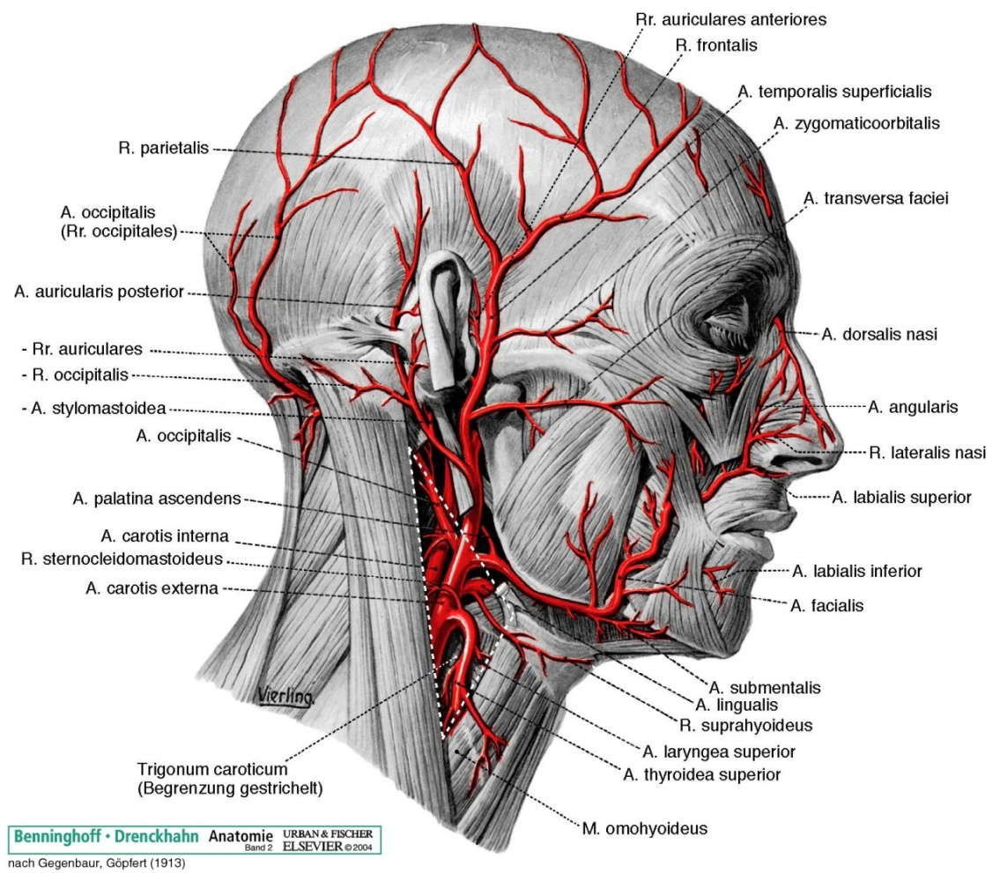 Rr. auriculares anteriores
R. frontalis
A. temporalis superficialis
A. zygomaticoorbitalis
R. parietalis
A. transversa faciei
A. occipitalis
(Rr. occipitales)
A. auricularis posterior
A. dorsalis nasi
- Rr. auriculares
- R. occipitalis
- A. stylomastoidea
A. angularis
A. occipitalis
R. lateralis nasi
A. palatina ascendens
A. labialis superior
A. carotis interna
R. sternocleidomastoideus
A. labialis inferior
A. carotis externa
A. facialis
Vierling.
A. submentalis
A. lingualis
R. suprahyoideus
A. laryngea superior
Trigonum caroticum
(Begrenzung gestrichelt)
A. thyroidea superior
M. omohyoideus
Benninghoff · Drenckhahn Anatomie Band 2 URBAN & FISCHER
ELSEVIER © 2004
nach Gegenbaur, Göpfert (1913)